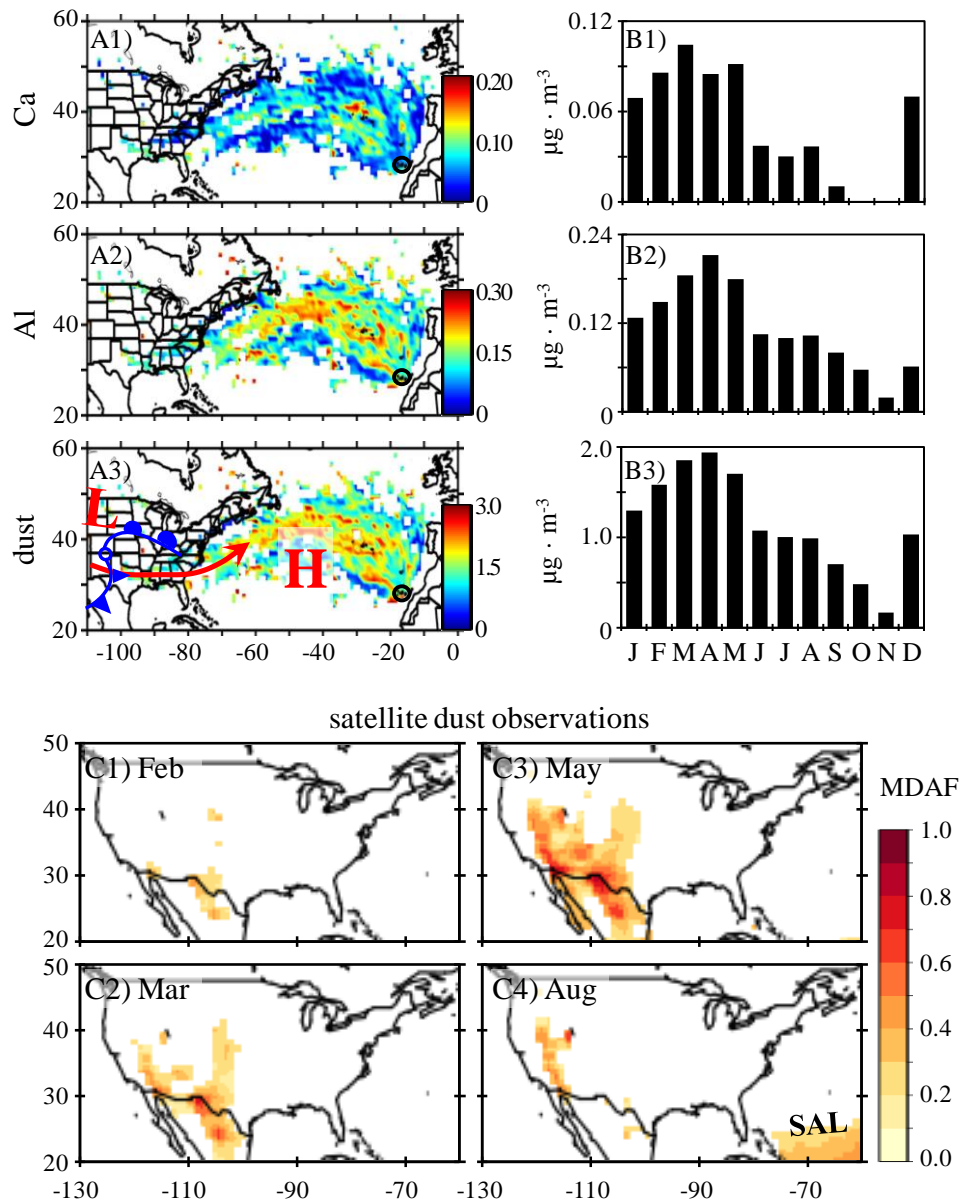 60
A1)
Ca
40
20
0.20
0.10
0
B1)
0.12
0.06
0
µg · m-3
60
A2)
Al
40
20
0.30
0.15
0
B2)
0.24
0.12
0
µg · m-3
60
A3)
dust
40
20
L
H
3.0
1.5
0
-100 -80 -60 -40 -20 0
B3)
2.0
1.0
0
µg · m-3
J F M A M J J A S O N D
satellite dust observations
50
40
30
20
C1) Feb
C3) May
50
40
30
20
C2) Mar
C4) Aug
SAL
-130 -110 -90 -70
-130 -110 -90 -70
MDAF
1.0
0.8
0.6
0.4
0.2
0.0